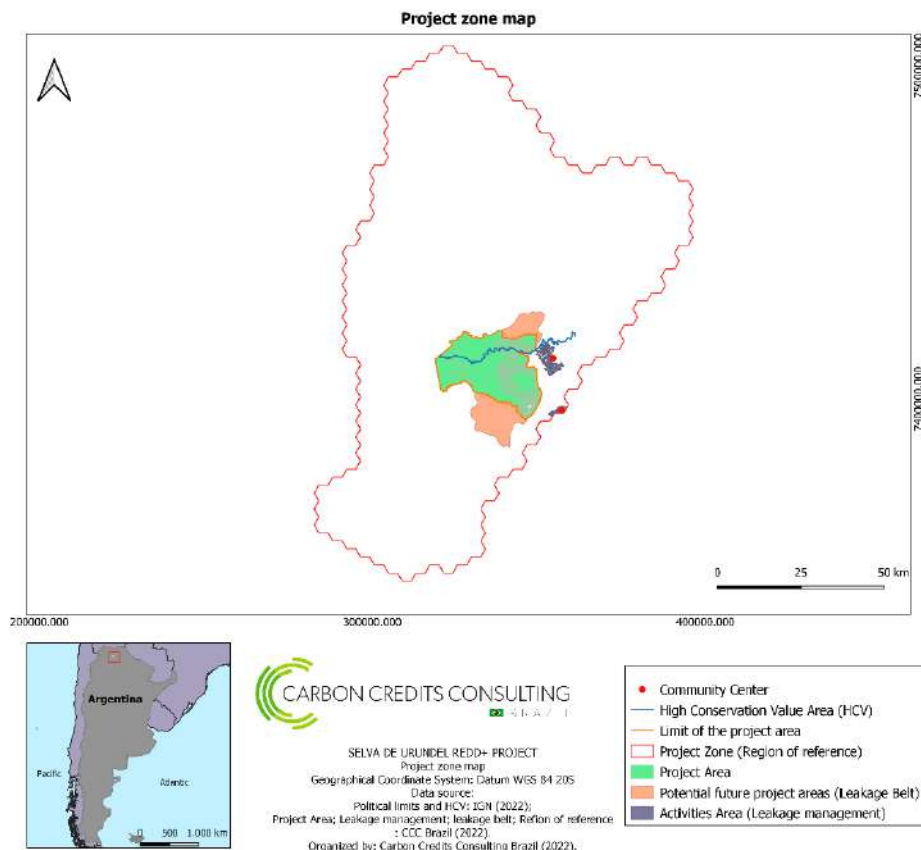 Project zone map
7500000.000
7400000.000
0 25 50 km
200000.000 300000.000 400000.000
Argentina
Pacific
Atlantic
0 500 1.000 km
CARBON CREDITS CONSULTING
BRAZIL
SELVA DE URUNDEL REDD+ PROJECT
Project zone map
Geographical Coordinate System: Datum WGS 84 20S
Data source:
Political limits and HCV: IGN (2022);
Project Area; Leakage management; leakage belt; Refion of reference
: CCC Brazil (2022).
Organized by: Carbon Credits Consulting Brazil (2022).
Community Center
High Conservation Value Area (HCV)
Limit of the project area
Project Zone (Region of reference)
Project Area
Potential future project areas (Leakage Belt)
Activities Area (Leakage management)